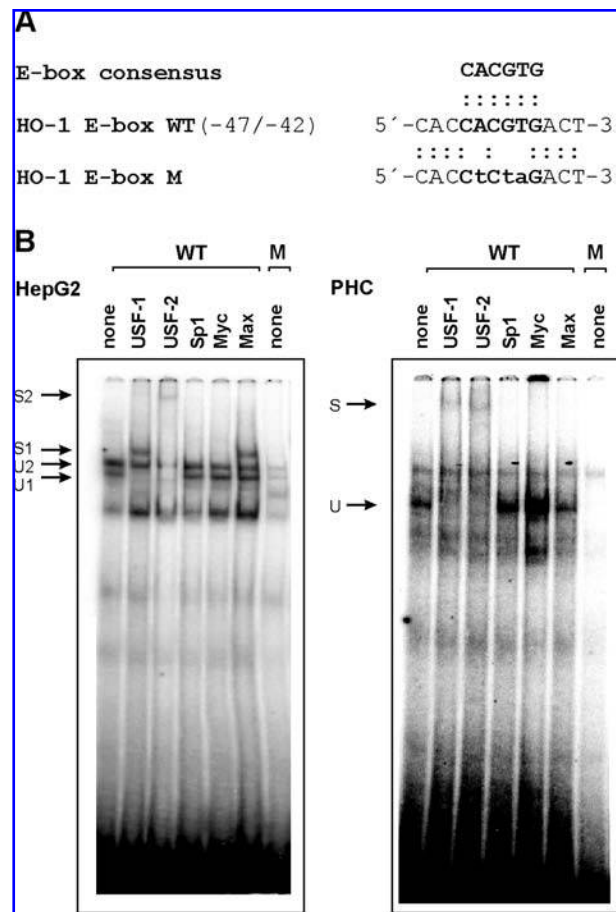 A
E-box consensus CACGTG
: : : : : :
HO-1 E-box WT(-47/-42) 5´-CACCACGTGACT-3
: : : : : : : : :
HO-1 E-box M 5´-CACCtCtaGACT-3
B
WT M
HepG2
none USF-1 USF-2 Sp1 Myc Max none
S2
S1
U2
U1
WT M
PHC
none USF-1 USF-2 Sp1 Myc Max none
S
U